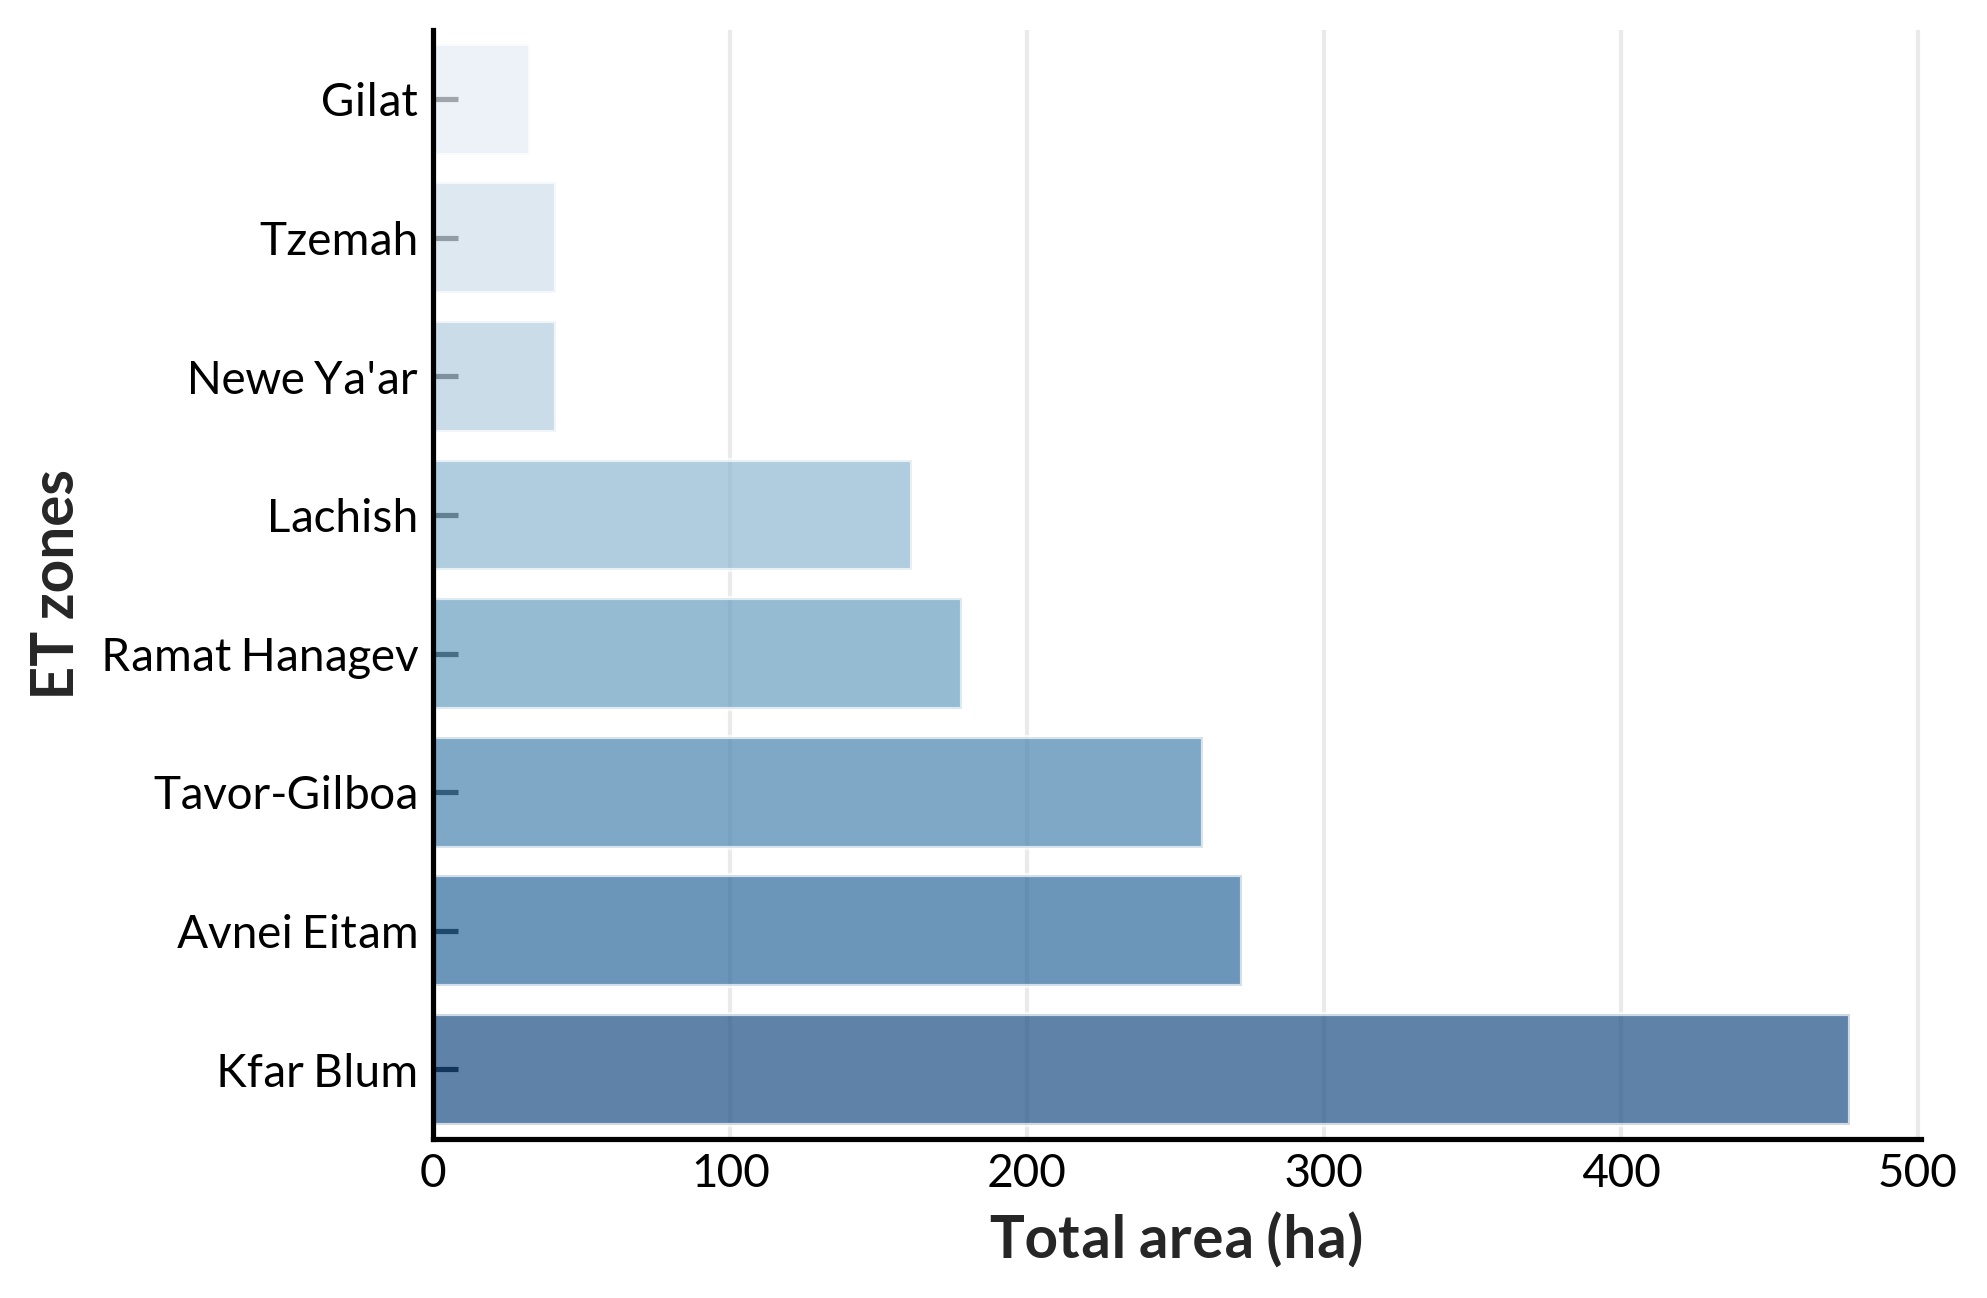 Gilat
Tzemah
Newe Ya'ar
Lachish
Ramat Hanagev
Tavor-Gilboa
Avnei Eitam
Kfar Blum
ET zones
0 100 200 300 400 500
Total area (ha)